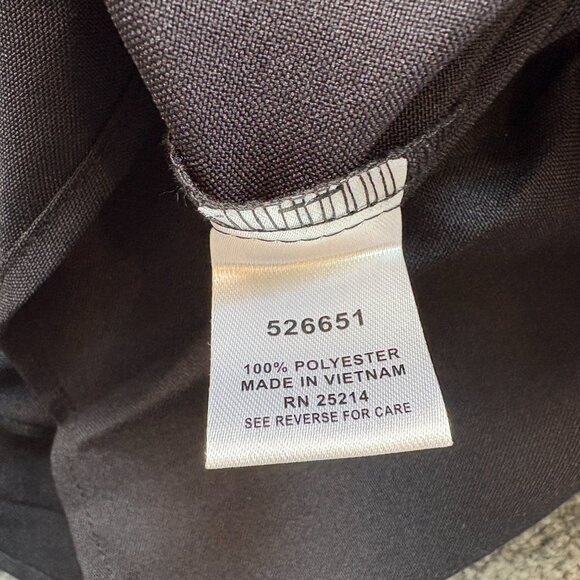 526651
100% POLYESTER
MADE IN VIETNAM
RN 25214
SEE REVERSE FOR CARE